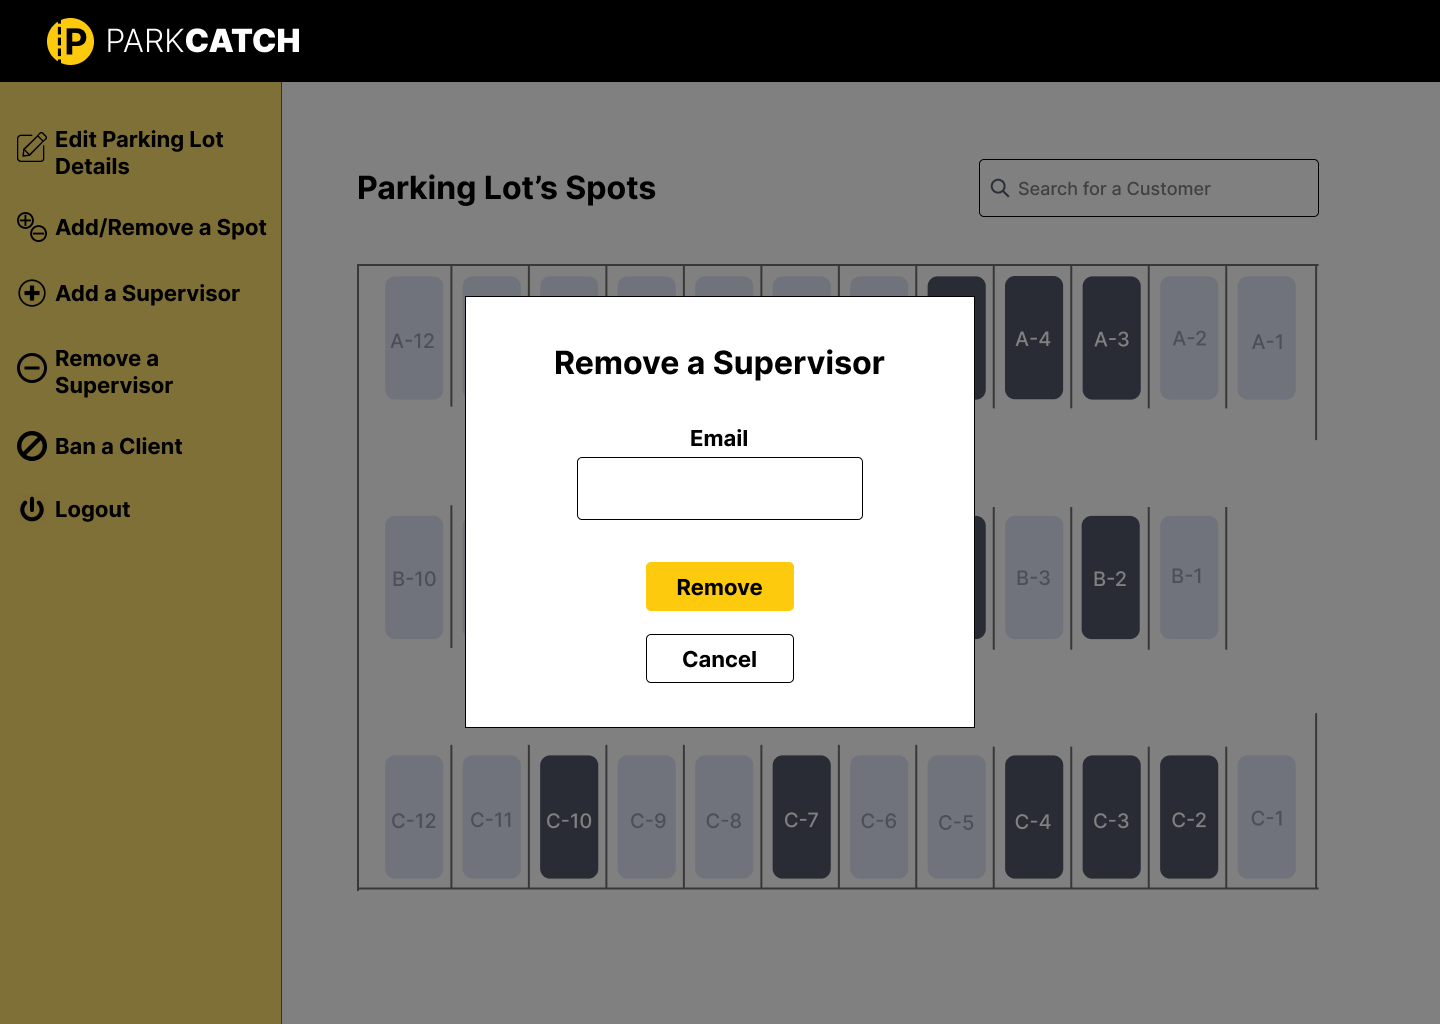 PARKCATCH
Edit Parking Lot
Details
Add/Remove a Spot
Add a Supervisor
Remove a
Supervisor
Ban a Client
Logout
Parking Lot’s Spots
Search for a Customer
A-12
A-4
A-3
A-2
A-1
Remove a Supervisor
Email
Remove
Cancel
B-10
B-3
B-2
B-1
C-12
C-11
C-10
C-9
C-8
C-7
C-6
C-5
C-4
C-3
C-2
C-1